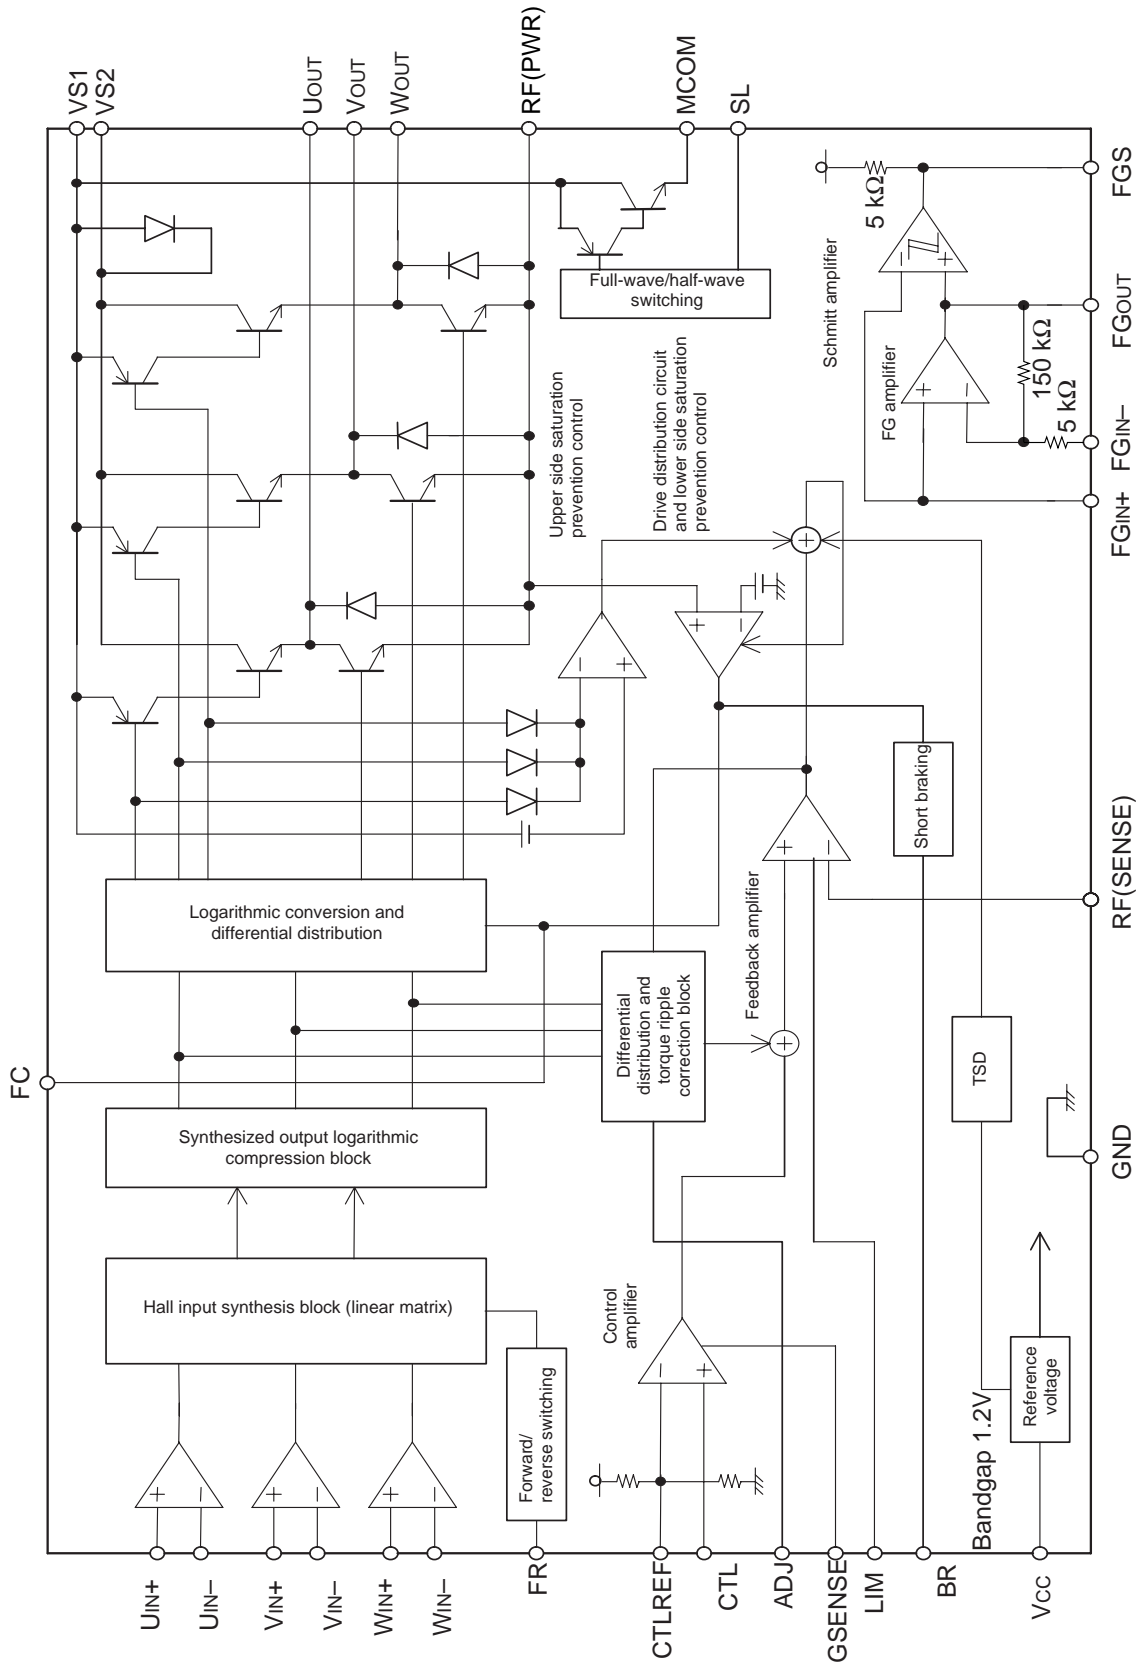 VS1
VS2
UOUT
VOUT
WOUT
RF(PWR)
MCOM
SL
Full-wave/half-wave
switching
5 kΩ
Schmitt amplifier
FGS
FGOUT
150 kΩ
FG amplifier
5 kΩ
FGIN–
FGIN+
Upper side saturation
prevention control
Drive distribution circuit
and lower side saturation
prevention control
Short braking
RF(SENSE)
Logarithmic conversion and
differential distribution
Feedback amplifier
Differential
distribution and
torque ripple
correction block
TSD
GND
FC
Synthesized output logarithmic
compression block
Hall input synthesis block (linear matrix)
Control
amplifier
Forward/
reverse switching
Bandgap 1.2V
Reference
voltage
UIN+
UIN–
VIN+
VIN–
WIN+
WIN–
FR
CTLREF
CTL
ADJ
GSENSE
LIM
BR
VCC